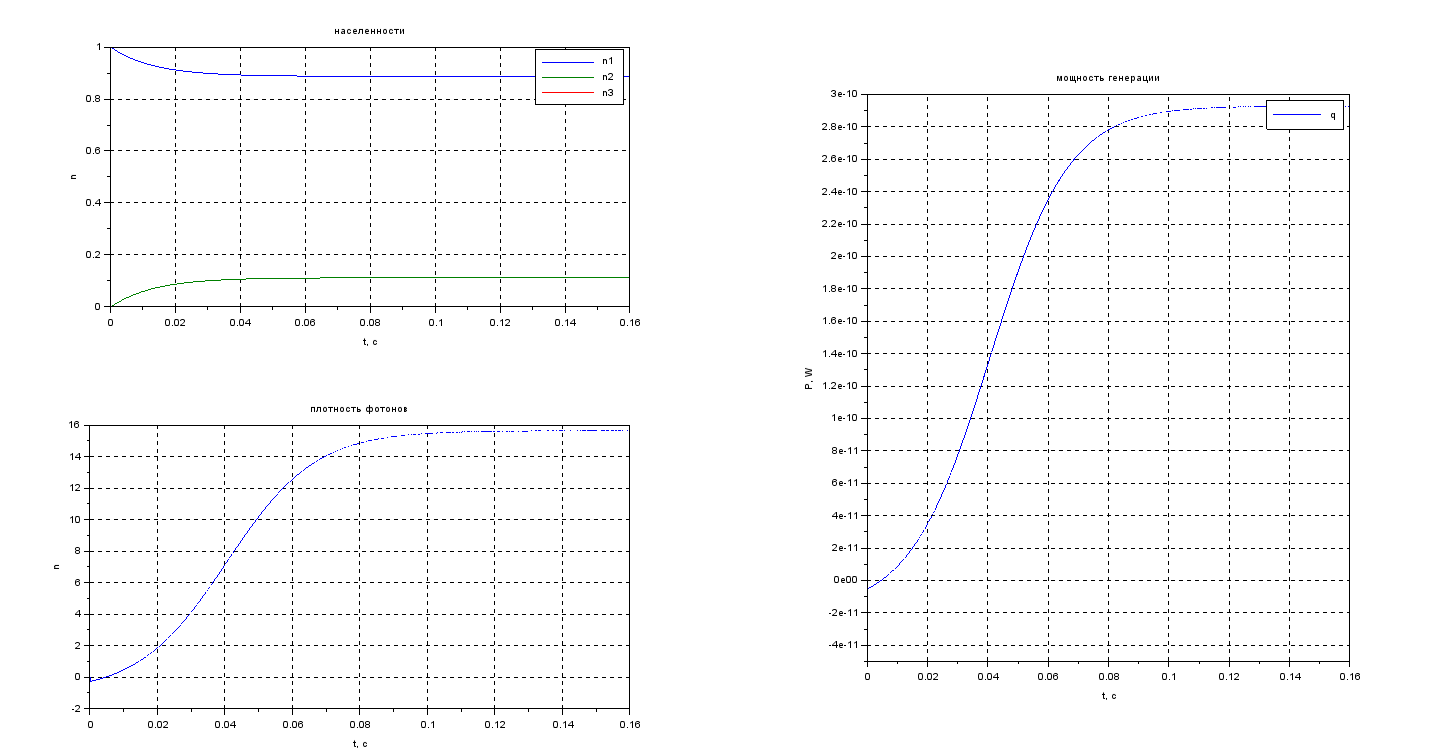 населенности
n1
n2
n3
1
0.8
0.6
0.4
0.2
0
n
0 0.02 0.04 0.06 0.08 0.1 0.12 0.14 0.16
t, c
плотность фотонов
16
14
12
10
8
6
4
2
0
-2
n
0 0.02 0.04 0.06 0.08 0.1 0.12 0.14 0.16
t, c
мощность генерации
q
3e-10
2.8e-10
2.6e-10
2.4e-10
2.2e-10
2e-10
1.8e-10
1.6e-10
1.4e-10
1.2e-10
1e-10
8e-11
6e-11
4e-11
2e-11
0e00
-2e-11
-4e-11
P, W
0 0.02 0.04 0.06 0.08 0.1 0.12 0.14 0.16
t, c